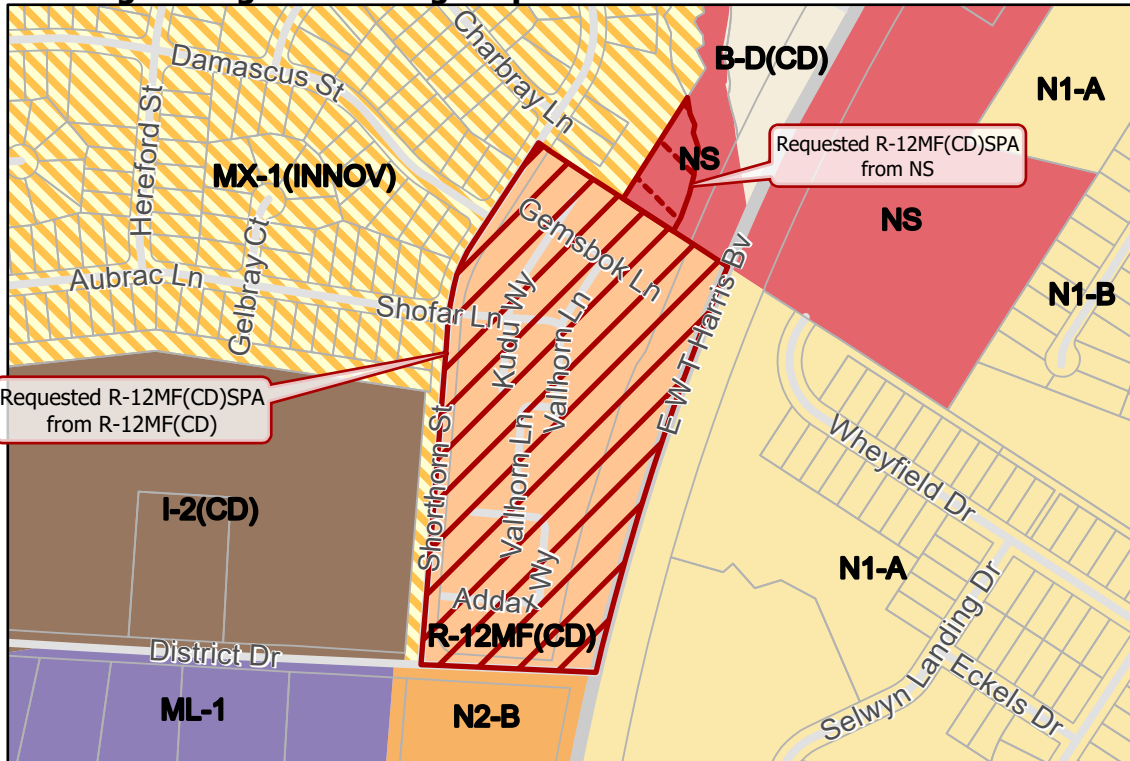 Damascus St
Charbray Ln
Hereford St
MX-1(INNOV)
Gelbray Ct
Aubrac Ln
Shofar Ln
B-D(CD)
N1-A
NS
Requested R-12MF(CD)SPA
from NS
NS
N1-B
Gemsbok Ln
Kudu Wy
Vallhorn Ln
E W T Harris Bv
Requested R-12MF(CD)SPA
from R-12MF(CD)
Shorthorn St
Vallhorn Ln
Wheyfield Dr
I-2(CD)
N1-A
Addax Wy
R-12MF(CD)
District Dr
Selwyn Landing Dr
Eckels Dr
ML-1
N2-B